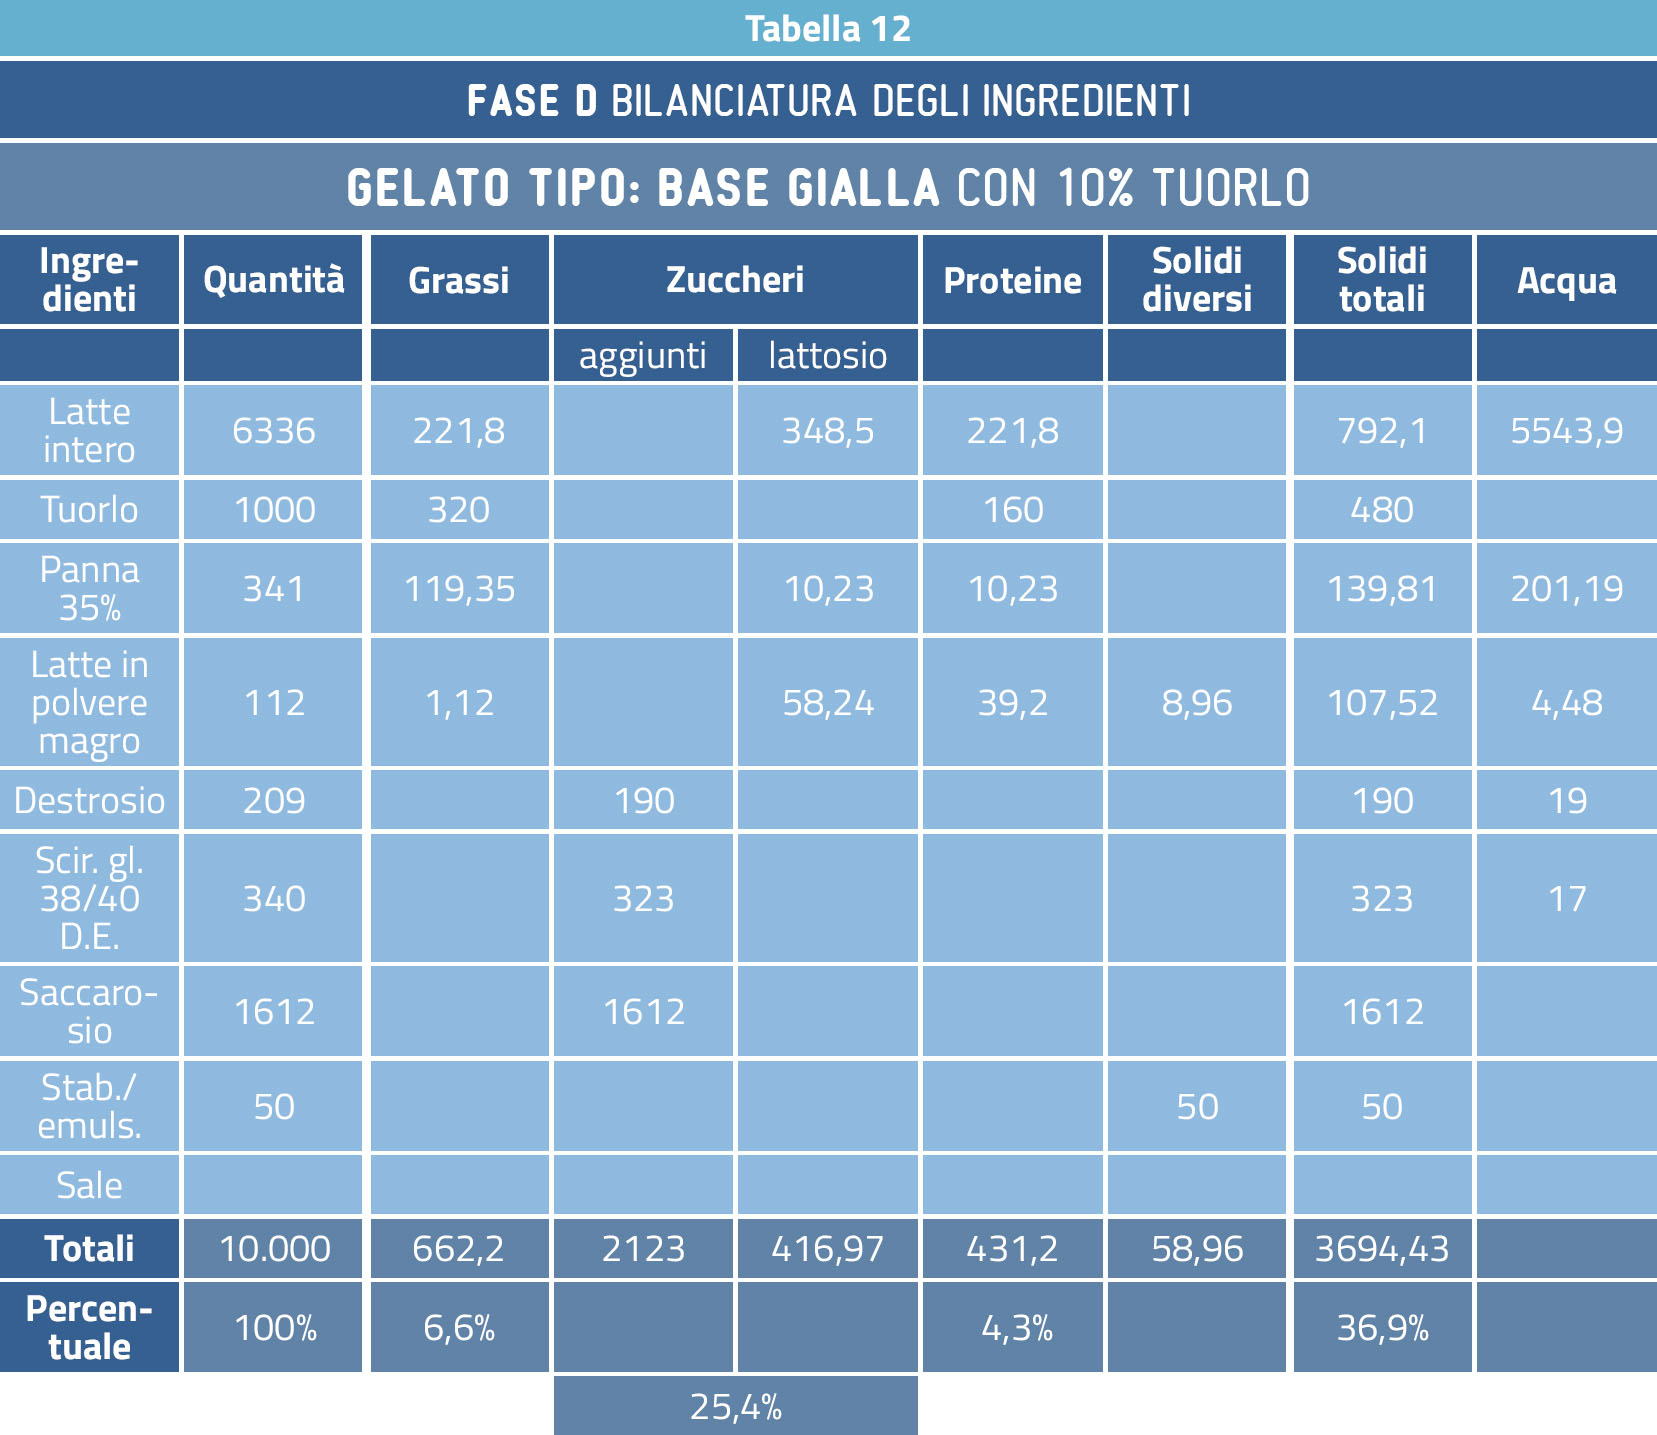 Tabella 12
FASE D BILANCIATURA DEGLI INGREDIENTI
GELATO TIPO: BASE GIALLA CON 10% TUORLO
Ingre-
dienti
Quantità
Grassi
Zuccheri
Proteine
Solidi
diversi
Solidi
totali
Acqua
aggiunti
lattosio
Latte
intero
6336
221,8
348,5
221,8
792,1
5543,9
Tuorlo
1000
320
160
480
Panna
35%
341
119,35
10,23
10,23
139,81
201,19
Latte in
polvere
magro
112
1,12
58,24
39,2
8,96
107,52
4,48
Destrosio
209
190
190
19
Scir. gl.
38/40
D.E.
340
323
323
17
Saccaro-
sio
1612
1612
1612
Stab./
emuls.
50
50
50
Sale
Totali
10.000
662,2
2123
416,97
431,2
58,96
3694,43
Percen-
tuale
100%
6,6%
4,3%
36,9%
25,4%